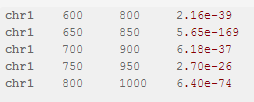 chr1 600 800 2.16e-39
chr1 650 850 5.65e-169
chr1 700 900 6.18e-37
chr1 750 950 2.70e-26
chr1 800 1000 6.40e-74